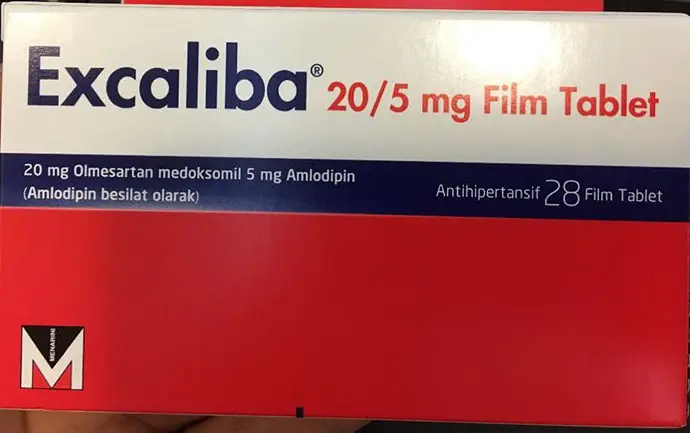 Excaliba® 20/5 mg Film Tablet
20 mg Olmesartan medoksomil 5 mg Amlodipin
(Amlodipin besilat olarak)
Antihipertansif 28 Film Tablet
M
MENARINI